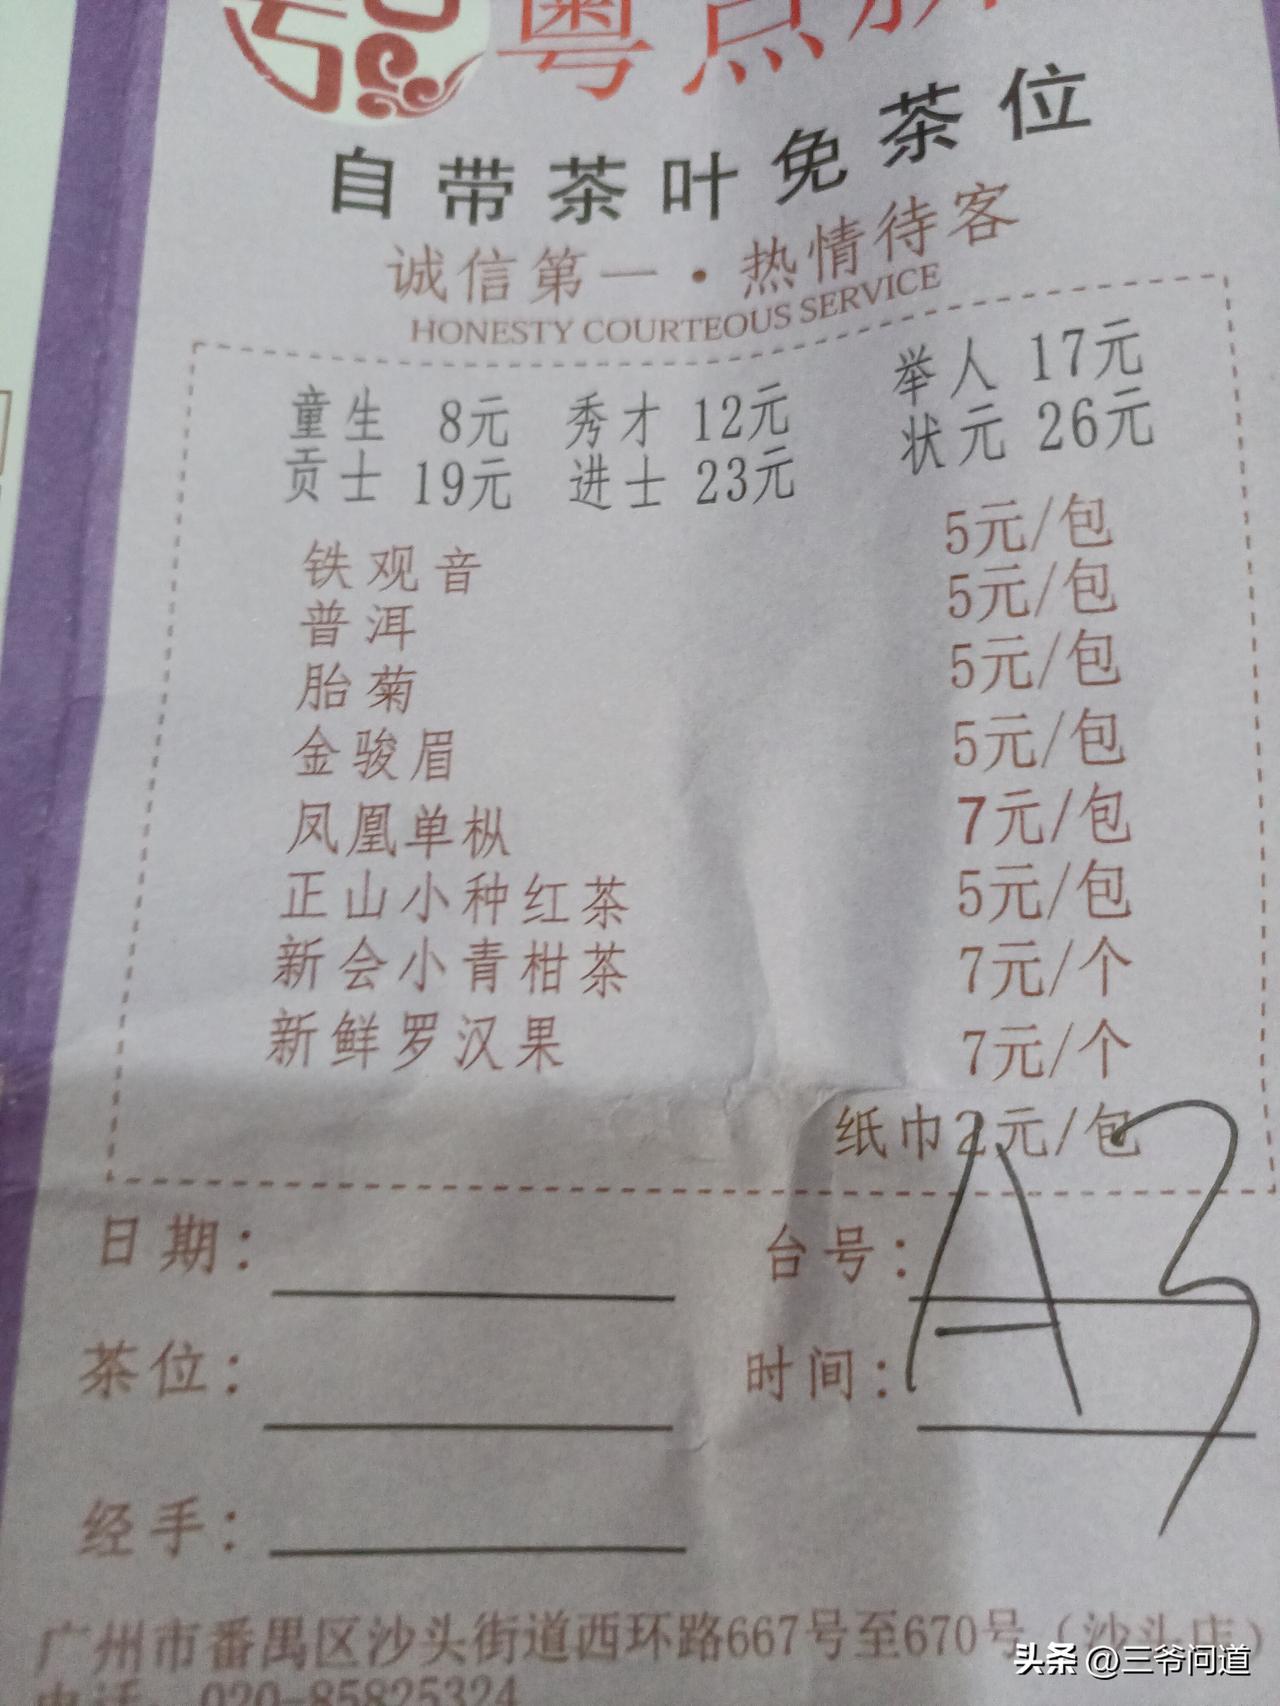 粤点
自带茶叶免茶位
诚信第一·热情待客
HONESTY COURTEOUS SERVICE
童生 8元 秀才 12元 举人 17元
贡士 19元 进士 23元 状元 26元
铁观音 5元/包
普洱 5元/包
胎菊 5元/包
金骏眉 5元/包
凤凰单枞 7元/包
正山小种红茶 5元/包
新会小青柑茶 7元/个
新鲜罗汉果 7元/个
纸巾2元/包
日期： 台号： A3
茶位： 时间：
经手：
广州市番禺区沙头街道西环路667号至670号（沙头店）
电话 020-85825324
头条 @三爷问道